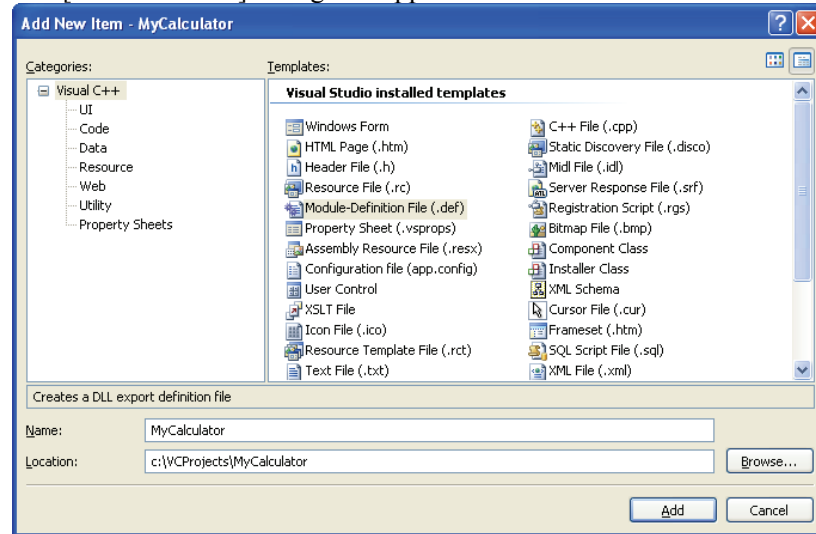 Add New Item - MyCalculator
Categories:
Templates:
Visual C++
UI
Code
Data
Resource
Web
Utility
Property Sheets
Visual Studio installed templates
Windows Form
C++ File (.cpp)
HTML Page (.htm)
Static Discovery File (.disco)
Header File (.h)
Midl File (.idl)
Resource File (.rc)
Server Response File (.srf)
Module-Definition File (.def)
Registration Script (.rgs)
Property Sheet (.vsprops)
Bitmap File (.bmp)
Assembly Resource File (.resx)
Component Class
Configuration file (app.config)
Installer Class
User Control
XML Schema
XSLT File
Cursor File (.cur)
Icon File (.ico)
Frameset (.htm)
Resource Template File (.rct)
SQL Script File (.sql)
Text File (.txt)
XML File (.xml)
Creates a DLL export definition file
Name:
MyCalculator
Location:
c:\VCProjects\MyCalculator
Browse...
Add
Cancel